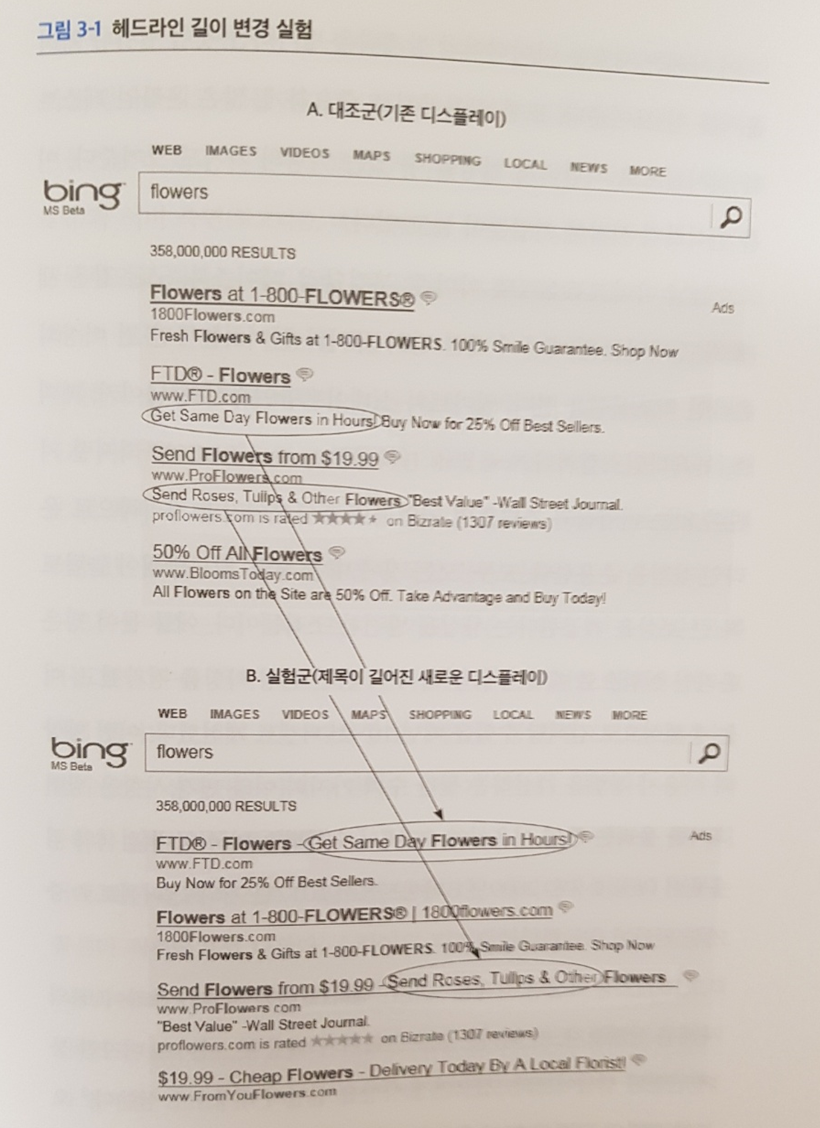 그림 3-1 헤드라인 길이 변경 실험
A. 대조군(기존 디스플레이)
WEB IMAGES VIDEOS MAPS SHOPPING LOCAL NEWS MORE
bing
MS Beta
flowers
358,000,000 RESULTS
Flowers at 1-800-FLOWERS®
Ads
1800Flowers.com
Fresh Flowers & Gifts at 1-800-FLOWERS. 100% Smile Guarantee. Shop Now
FTD® - Flowers
www.FTD.com
Get Same Day Flowers in Hours! Buy Now for 25% Off Best Sellers.
Send Flowers from $19.99
www.ProFlowers.com
Send Roses, Tulips & Other Flowers "Best Value" -Wall Street Journal.
proflowers.com is rated ★★★★★ on Bizrate (1307 reviews)
50% Off All Flowers
www.BloomsToday.com
All Flowers on the Site are 50% Off. Take Advantage and Buy Today!
B. 실험군(제목이 길어진 새로운 디스플레이)
WEB IMAGES VIDEOS MAPS SHOPPING LOCAL NEWS MORE
bing
MS Beta
flowers
358,000,000 RESULTS
FTD® - Flowers - Get Same Day Flowers in Hours!
Ads
www.FTD.com
Buy Now for 25% Off Best Sellers.
Flowers at 1-800-FLOWERS® | 1800flowers.com
1800Flowers.com
Fresh Flowers & Gifts at 1-800-FLOWERS. 100% Smile Guarantee. Shop Now
Send Flowers from $19.99 - Send Roses, Tulips & Other Flowers
www.ProFlowers.com
"Best Value" -Wall Street Journal.
proflowers.com is rated ★★★★★ on Bizrate (1307 reviews)
$19.99 - Cheap Flowers - Delivery Today By A Local Florist!
www.FromYouFlowers.com